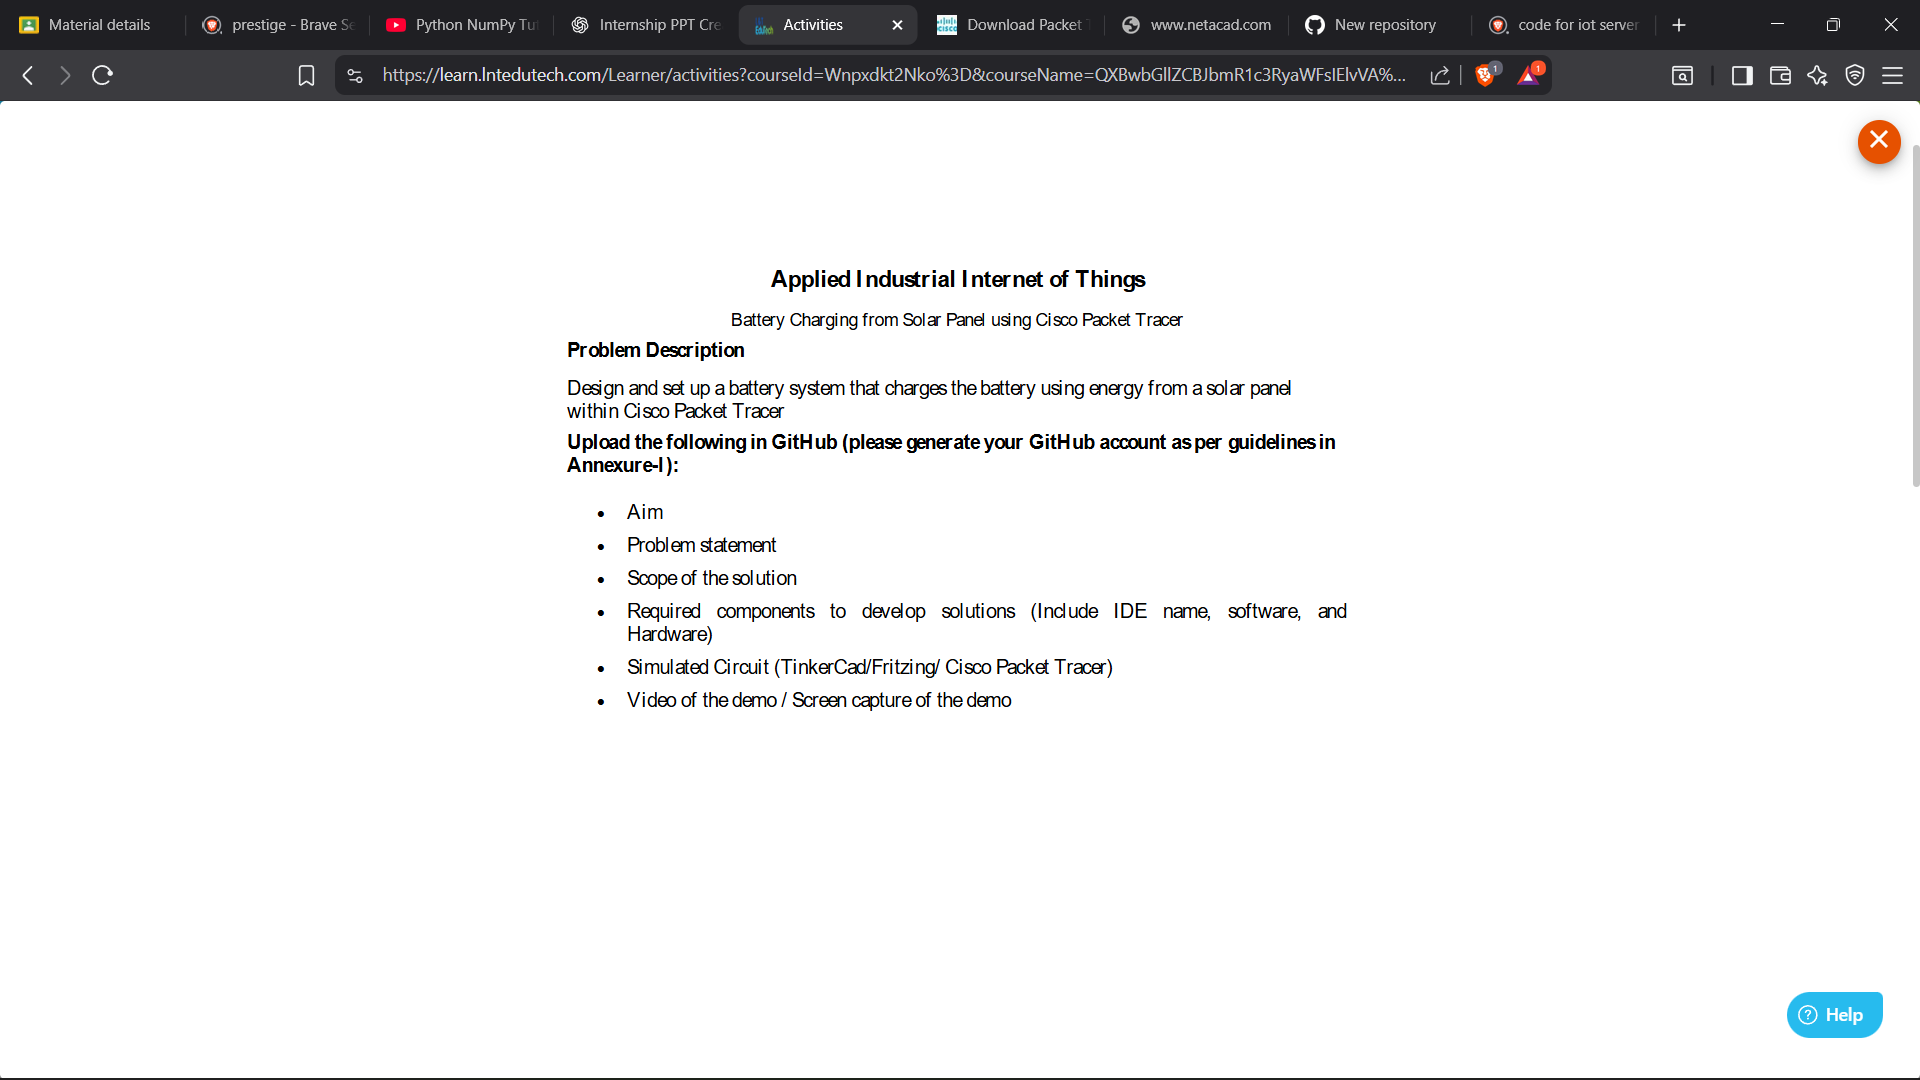 Material details
prestige - Brave Se
Python NumPy Tu
Internship PPT Cre
Activities
Download Packet
www.netacad.com
New repository
code for iot server
https://learn.lntedutech.com/Learner/activities?courseId=Wnpxdkt2Nko%3D&courseName=QXBwbGllZCBJbmR1c3RyaWFsIElvVA%...
1
1
Applied Industrial Internet of Things
Battery Charging from Solar Panel using Cisco Packet Tracer
Problem Description
Design and set up a battery system that charges the battery using energy from a solar panel
within Cisco Packet Tracer
Upload the following in GitHub (please generate your GitHub account as per guidelines in
Annexure-I):
• Aim
• Problem statement
• Scope of the solution
• Required components to develop solutions (Include IDE name, software, and
Hardware)
• Simulated Circuit (TinkerCad/Fritzing/ Cisco Packet Tracer)
• Video of the demo / Screen capture of the demo
Help